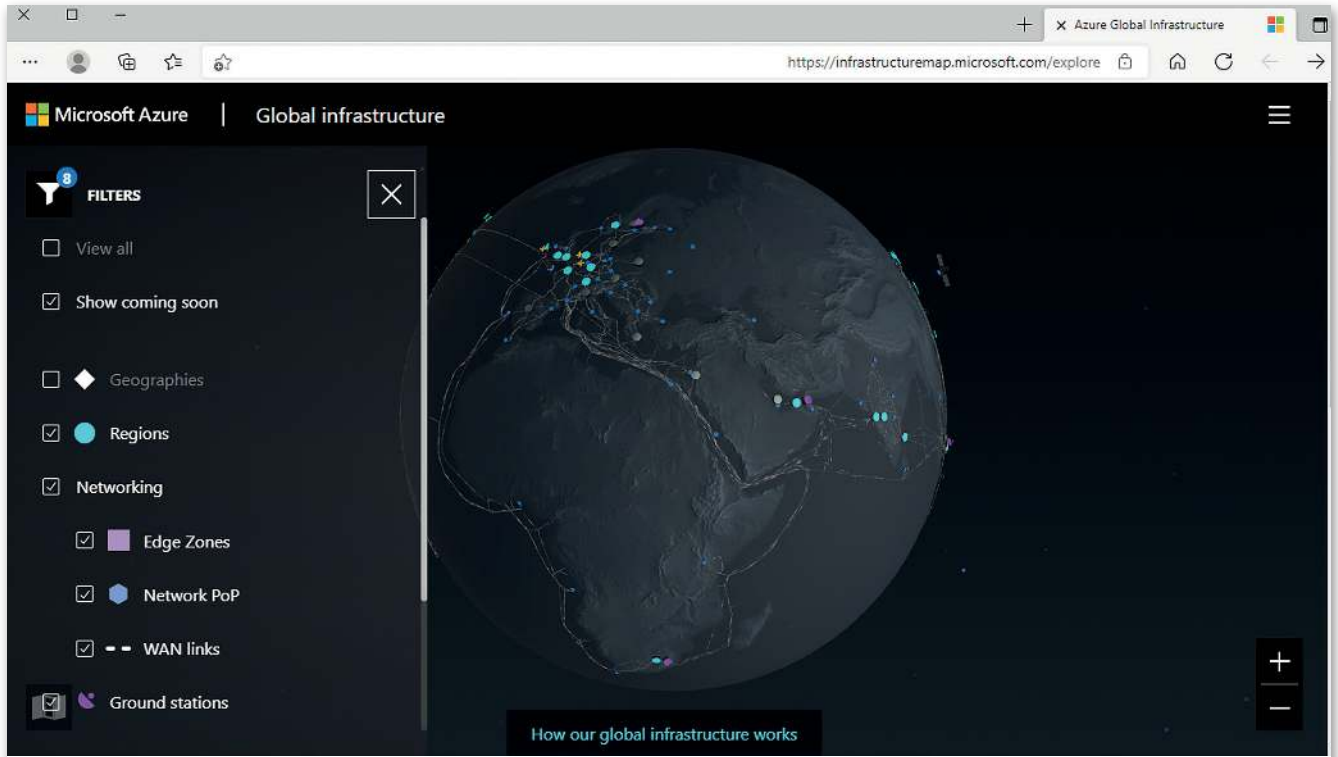 Azure Global Infrastructure
https://infrastructuremap.microsoft.com/explore
Microsoft Azure | Global infrastructure
8
FILTERS
View all
Show coming soon
Geographies
Regions
Networking
Edge Zones
Network PoP
WAN links
Ground stations
How our global infrastructure works